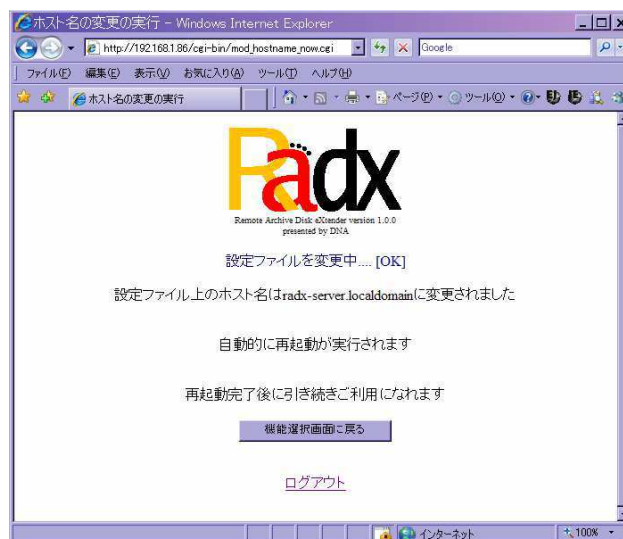 ホスト名の変更の実行 - Windows Internet Explorer
http://192.168.1.86/cgi-bin/mod_hostname_now.cgi Google
ファイル(F) 編集(E) 表示(V) お気に入り(A) ツール(T) ヘルプ(H)
ホスト名の変更の実行 ページ(P) ツール(O)
Radx
Remote Archive Disk eXtender version 1.0.0
presented by DNA
設定ファイルを変更中.... [OK]
設定ファイル上のホスト名はradx-server.localdomainに変更されました
自動的に再起動が実行されます
再起動完了後に引き続きご利用になれます
機能選択画面に戻る
ログアウト
インターネット 100%